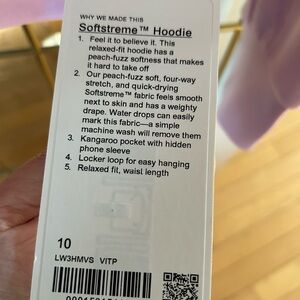 WHY WE MADE THIS
Softstreme™ Hoodie
1. Feel it to believe it. This
relaxed-fit hoodie has a
peach-fuzz softness that makes
it hard to take off
2. Our peach-fuzz soft, four-way
stretch, and quick-drying
Softstreme™ fabric feels smooth
next to skin and has a weighty
drape. Water drops can easily
mark this fabric—a simple
machine wash will remove them
3. Kangaroo pocket with hidden
phone sleeve
4. Locker loop for easy hanging
5. Relaxed fit, waist length
10
LW3HMVS VITP